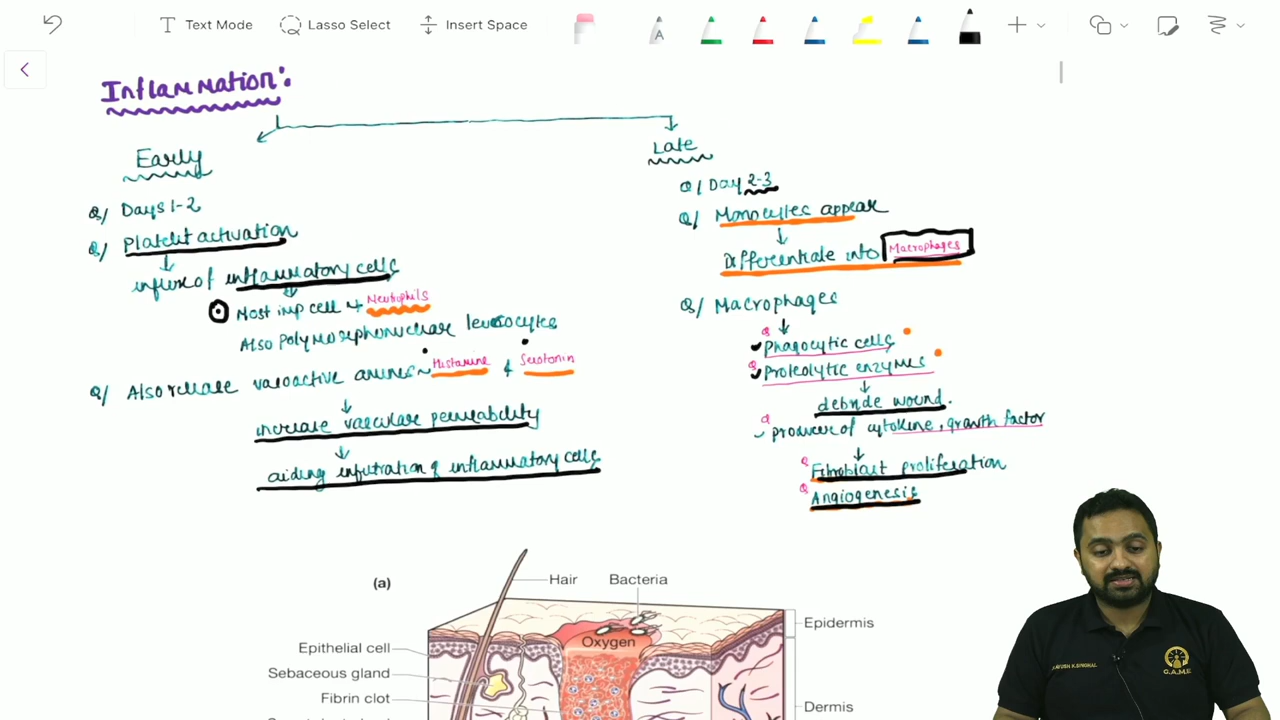 Text Mode
Lasso Select
Insert Space
A
Inflammation:
Early
Q/ Days 1-2
Q/ Platelet activation
influx of inflammatory cells
Most imp cell → Neutrophils
Also Polymorphonuclear leucocytes
Q/ Also release vasoactive amines ~ Histamine & Serotonin
increase vascular permeability
aiding infiltration of inflammatory cells
Late
Q/ Day 2-3
Q/ Monocytes appear
Differentiate into Macrophages
Q/ Macrophages
Q Phagocytic cells
Q Proteolytic enzymes
debride wound.
Q producer of cytokine, growth factor
Q Fibroblast proliferation
Q Angiogenesis
(a)
Hair
Bacteria
Epidermis
Oxygen
Epithelial cell
Sebaceous gland
Fibrin clot
Dermis
G.A.M.E